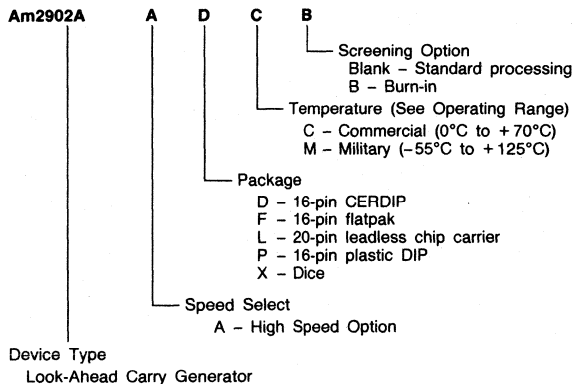 Am2902A A D C B
Screening Option
Blank – Standard processing
B – Burn-in
Temperature (See Operating Range)
C – Commercial (0°C to +70°C)
M – Military (–55°C to +125°C)
Package
D – 16-pin CERDIP
F – 16-pin flatpak
L – 20-pin leadless chip carrier
P – 16-pin plastic DIP
X – Dice
Speed Select
A – High Speed Option
Device Type
Look-Ahead Carry Generator